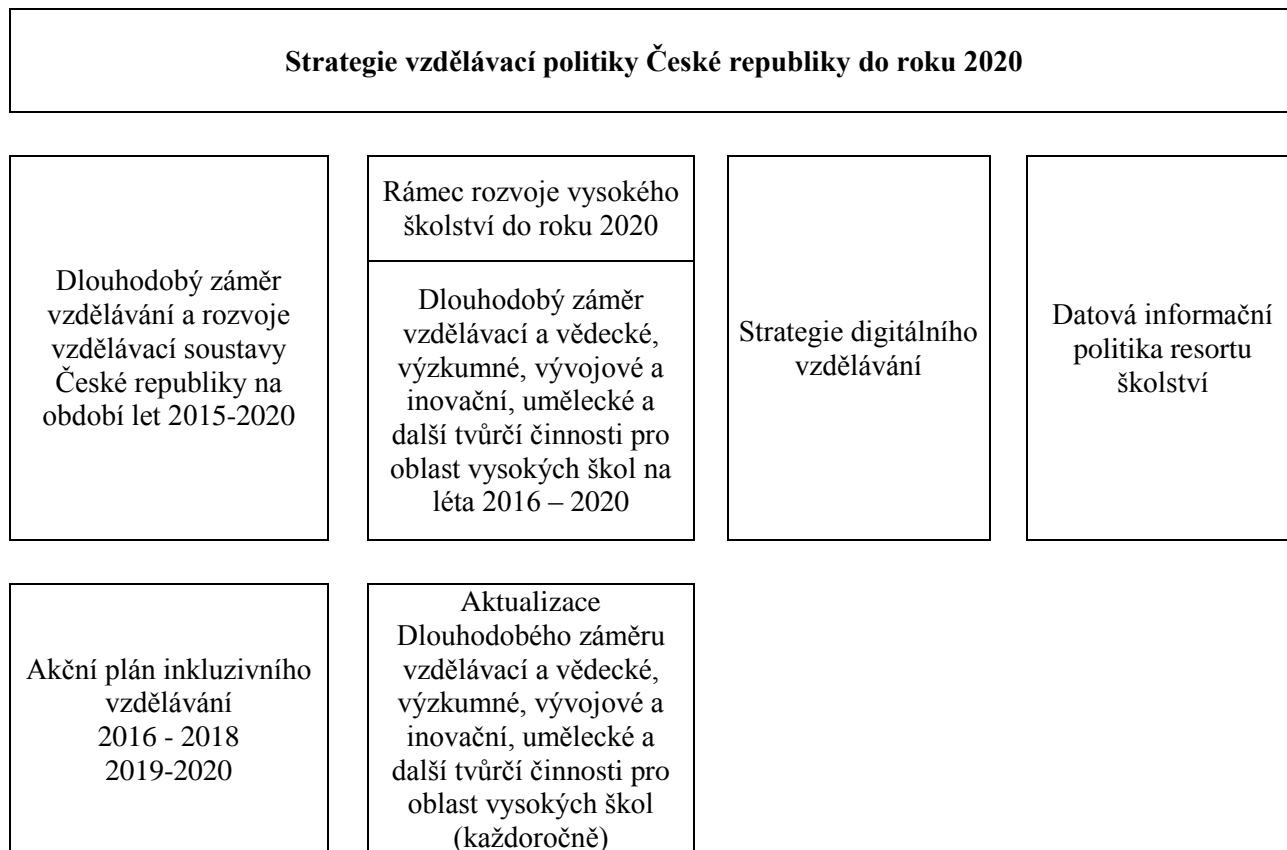 Strategie vzdělávací politiky České republiky do roku 2020
Dlouhodobý záměr
vzdělávání a rozvoje
vzdělávací soustavy
České republiky na
období let 2015-2020
Rámec rozvoje vysokého
školství do roku 2020
Dlouhodobý záměr
vzdělávací a vědecké,
výzkumné, vývojové a
inovační, umělecké a
další tvůrčí činnosti pro
oblast vysokých škol na
léta 2016 – 2020
Strategie digitálního
vzdělávání
Datová informační
politika resortu
školství
Akční plán inkluzivního
vzdělávání
2016 - 2018
2019-2020
Aktualizace
Dlouhodobého záměru
vzdělávací a vědecké,
výzkumné, vývojové a
inovační, umělecké a
další tvůrčí činnosti pro
oblast vysokých škol
(každoročně)